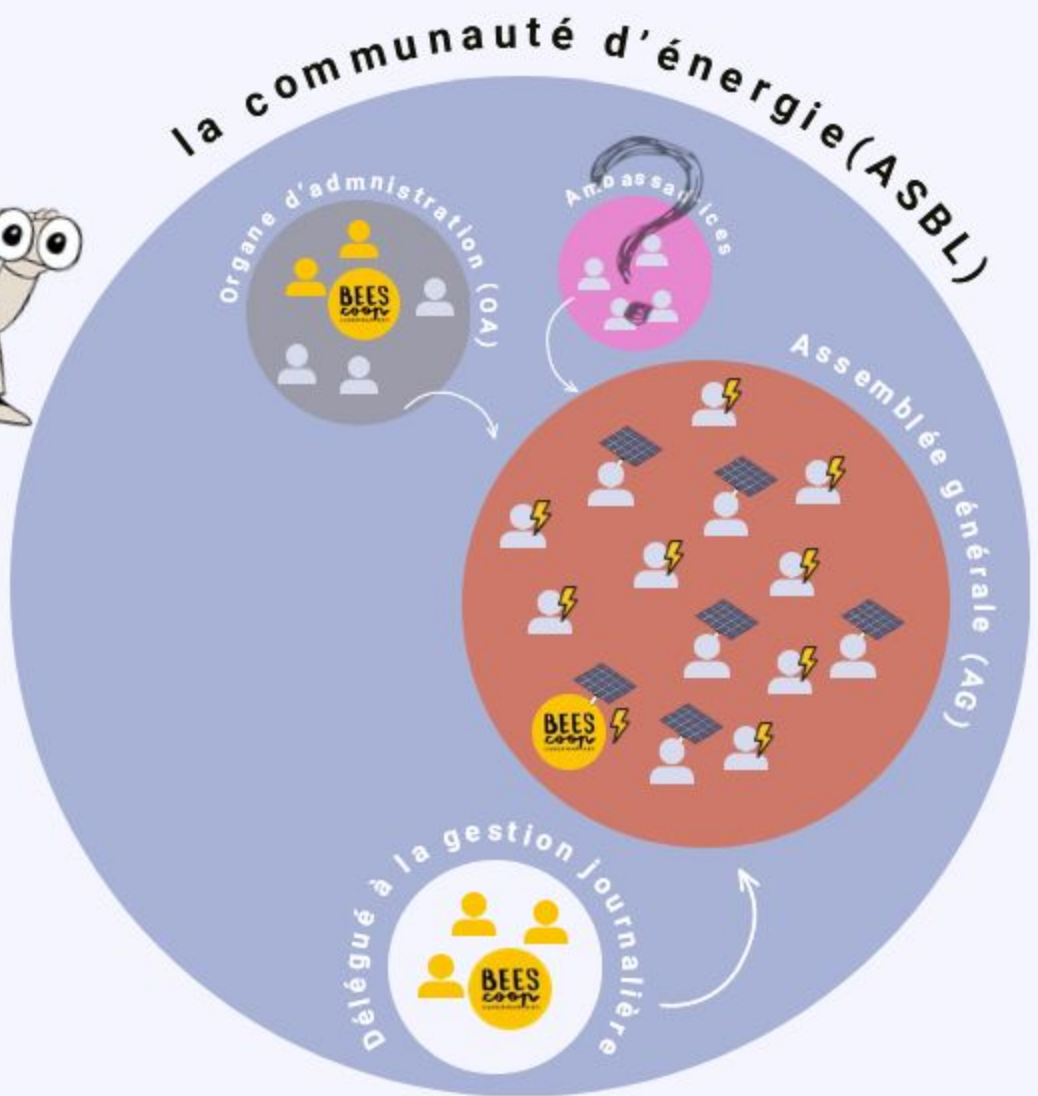 la communauté d'énergie(ASBL)
Organe d'admnistration (OA)
BEES
coop
Assemblée générale (AG)
BEES
coop
Délégué à la gestion journalière
BEES
coop